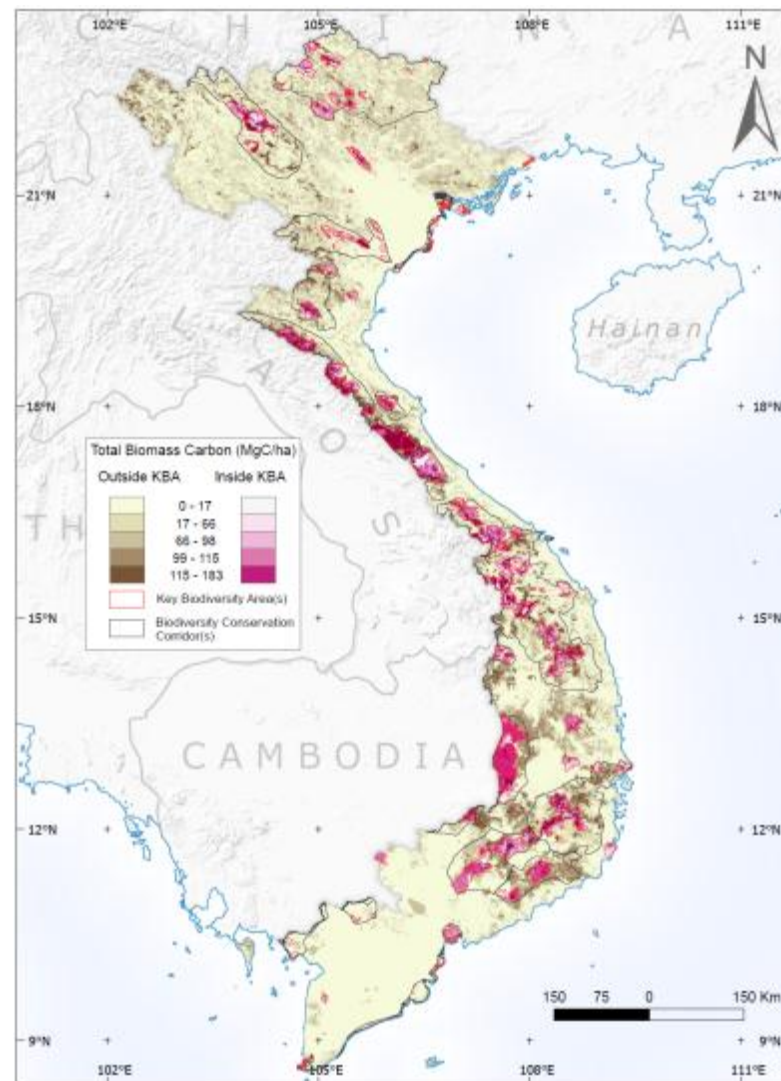 102°E 105°E 108°E 111°E
C H I N A
N
21°N 21°N
Hainan
L A O S
18°N 18°N
Total Biomass Carbon (MgC/ha)
Outside KBA Inside KBA
0 - 17
17 - 66
66 - 98
99 - 115
115 - 183
Key Biodiversity Area(s)
Biodiversity Conservation
Corridor(s)
TH
15°N 15°N
CAMBODIA
12°N 12°N
150 75 0 150 Km
9°N 9°N
102°E 105°E 108°E 111°E